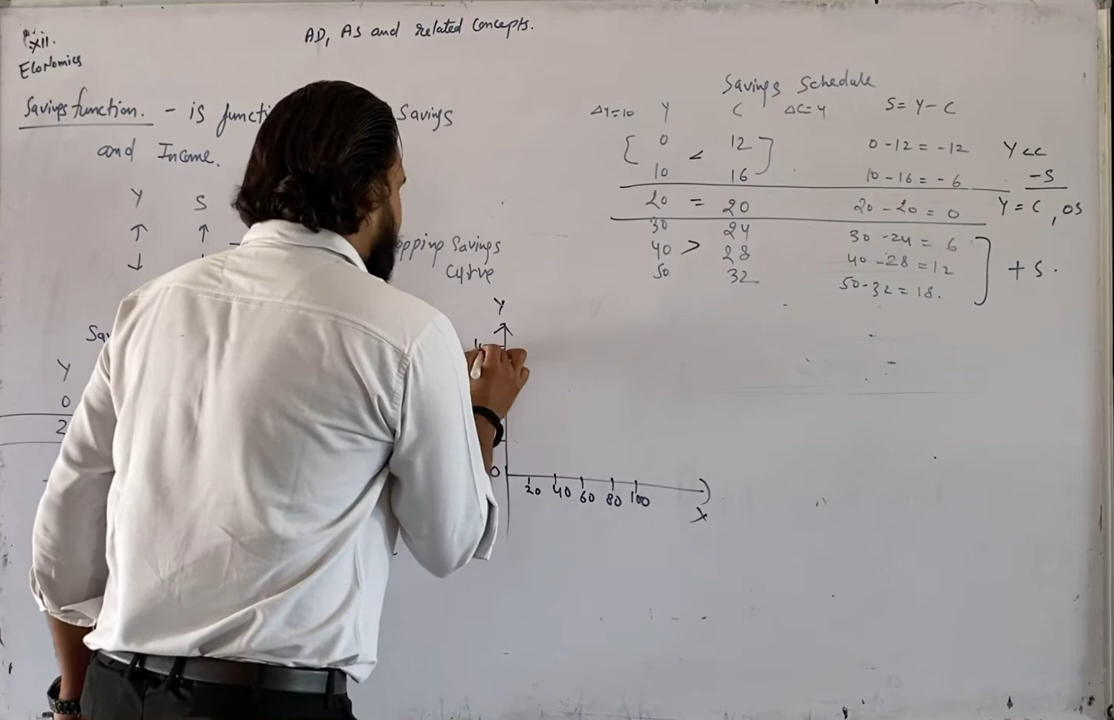 xii.
Economics
AD, AS and related concepts.
Savings function. - is Savings
and Income.
Y S
↑ ↑
↓
Savings
Curve
Y
0
2
Savings Schedule
ΔY=10 Y C ΔC=4 S=Y-C
0 12 0-12=-12 Y<C
< -S
10 16 10-16=-6
20 = 20 20-20=0 Y=C, 0S
30 24 30-24=6
40 > 28 40-28=12 +S.
50 32 50-32=18.
Y
0
20 40 60 80 100
X